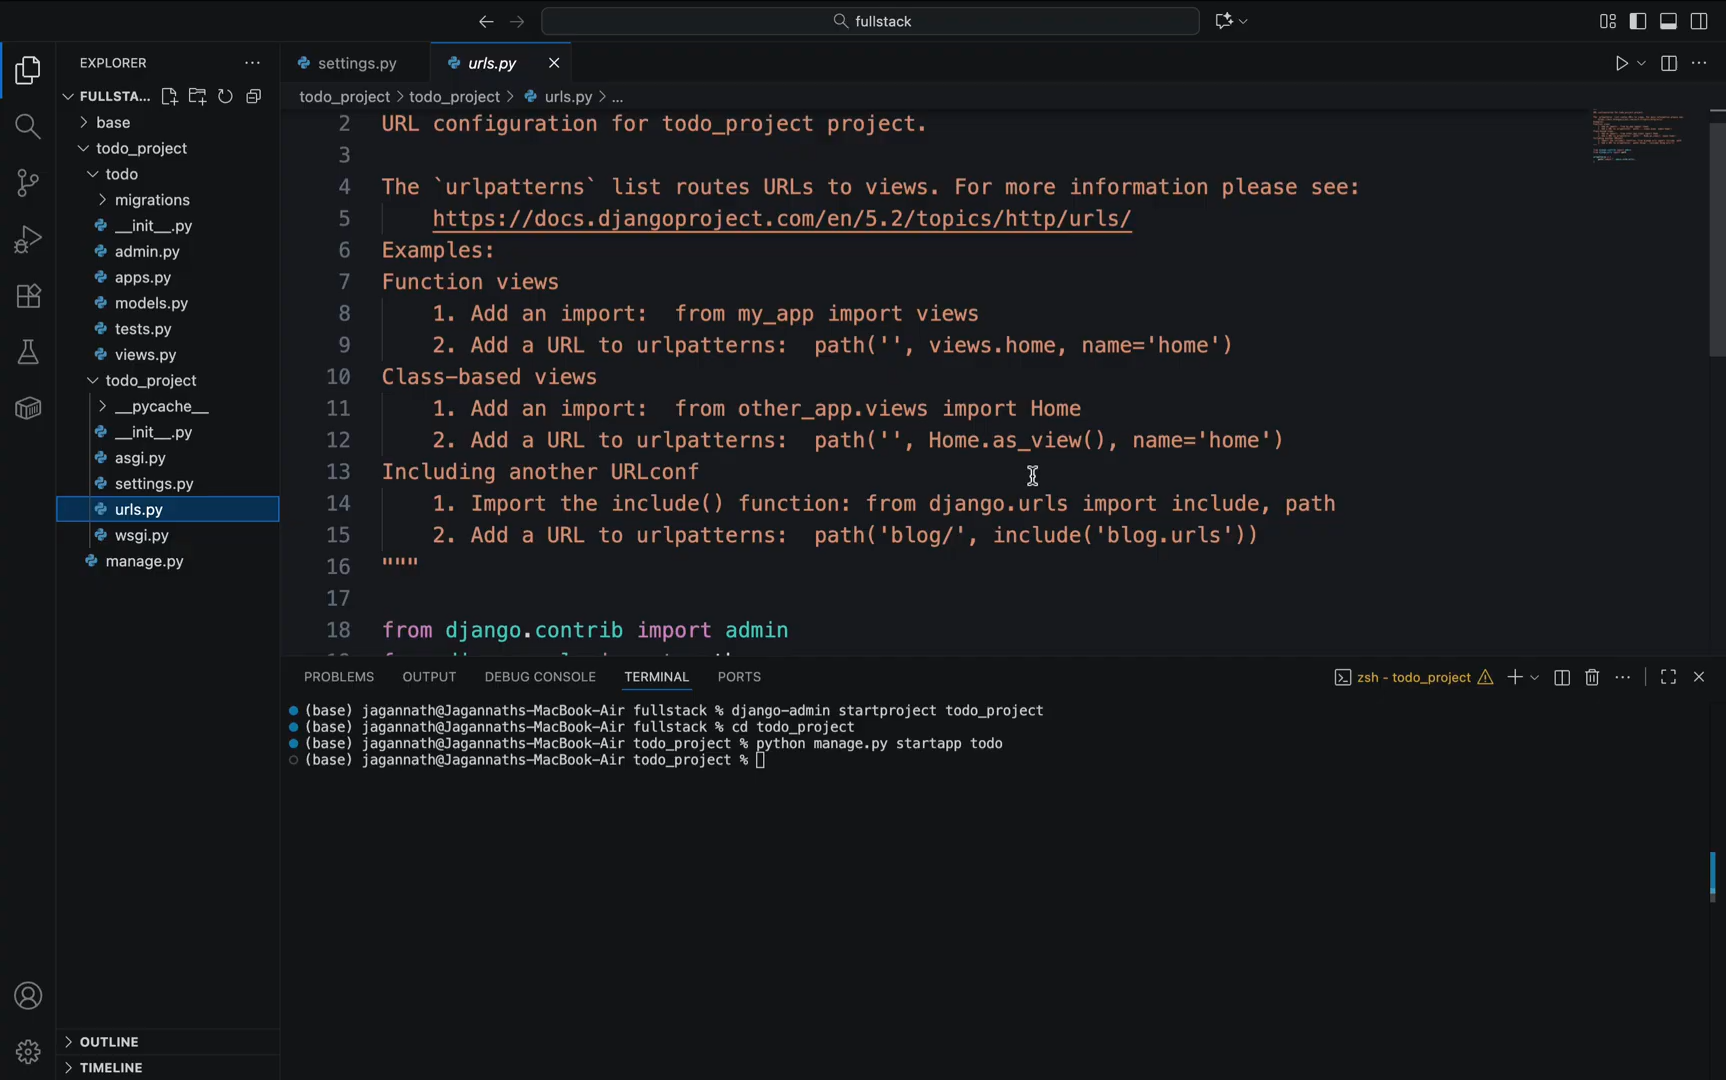 fullstack
EXPLORER
FULLSTA...
base
todo_project
todo
migrations
__init__.py
admin.py
apps.py
models.py
tests.py
views.py
todo_project
__pycache__
__init__.py
asgi.py
settings.py
urls.py
wsgi.py
manage.py
OUTLINE
TIMELINE
settings.py
urls.py
todo_project > todo_project > urls.py > ...
2 URL configuration for todo_project project.
3
4 The `urlpatterns` list routes URLs to views. For more information please see:
5 https://docs.djangoproject.com/en/5.2/topics/http/urls/
6 Examples:
7 Function views
8 1. Add an import:  from my_app import views
9 2. Add a URL to urlpatterns:  path('', views.home, name='home')
10 Class-based views
11 1. Add an import:  from other_app.views import Home
12 2. Add a URL to urlpatterns:  path('', Home.as_view(), name='home')
13 Including another URLconf
14 1. Import the include() function: from django.urls import include, path
15 2. Add a URL to urlpatterns:  path('blog/', include('blog.urls'))
16 """
17
18 from django.contrib import admin
PROBLEMS OUTPUT DEBUG CONSOLE TERMINAL PORTS
zsh - todo_project
(base) jagannath@Jagannaths-MacBook-Air fullstack % django-admin startproject todo_project
(base) jagannath@Jagannaths-MacBook-Air fullstack % cd todo_project
(base) jagannath@Jagannaths-MacBook-Air todo_project % python manage.py startapp todo
(base) jagannath@Jagannaths-MacBook-Air todo_project %